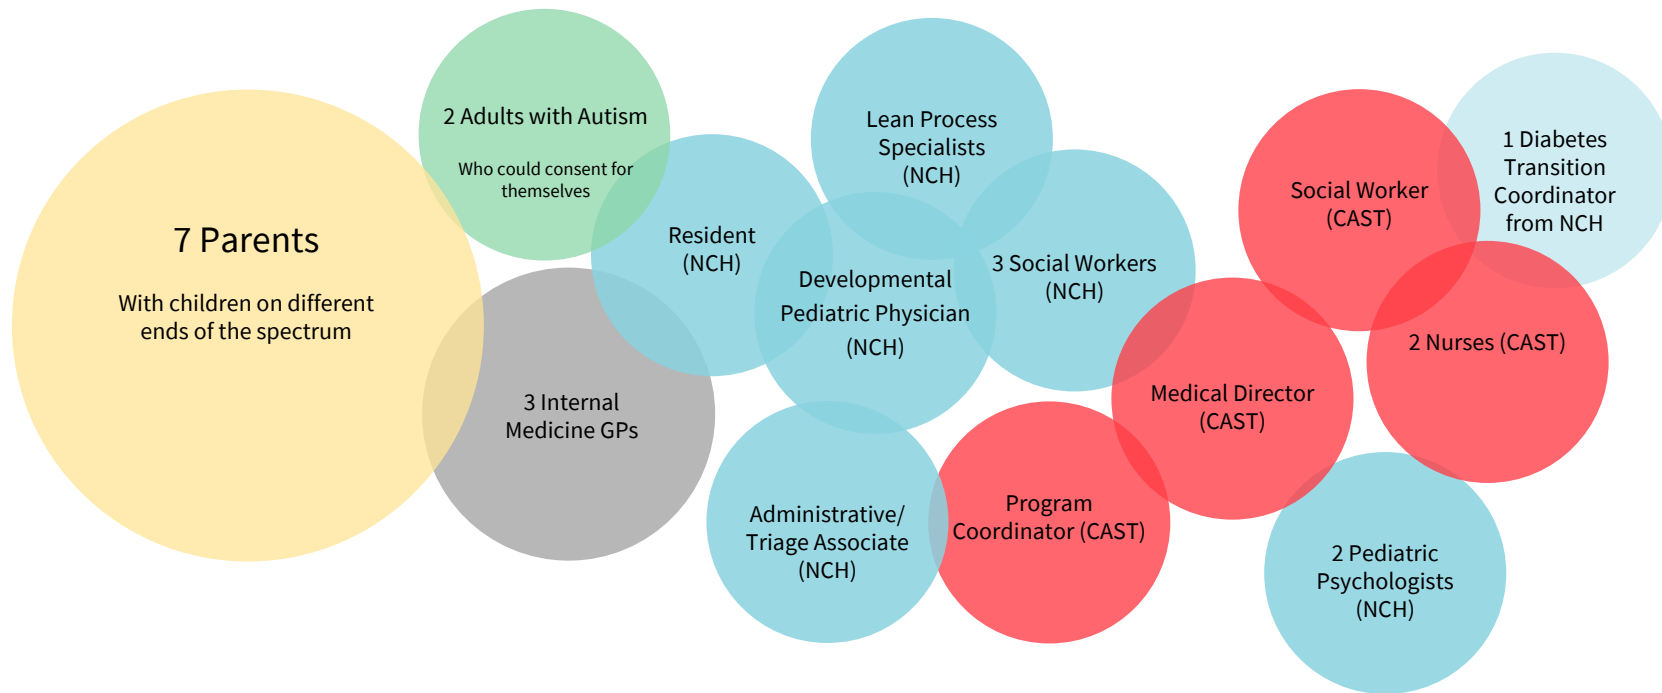 7 Parents
With children on different
ends of the spectrum
2 Adults with Autism
Who could consent for
themselves
3 Internal
Medicine GPs
Resident
(NCH)
Lean Process
Specialists
(NCH)
Developmental
Pediatric Physician
(NCH)
3 Social Workers
(NCH)
Administrative/
Triage Associate
(NCH)
Program
Coordinator (CAST)
Medical Director
(CAST)
Social Worker
(CAST)
2 Nurses (CAST)
1 Diabetes
Transition
Coordinator
from NCH
2 Pediatric
Psychologists
(NCH)